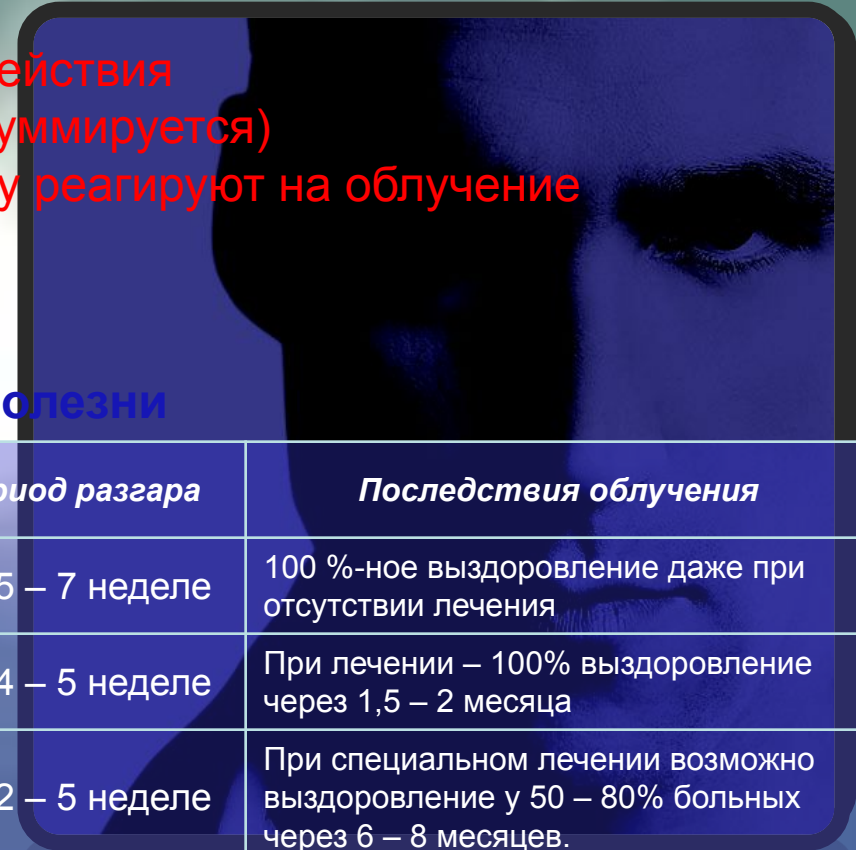 ействия
уммируется)
у реагируют на облучение
олезни
риод разгара
Последствия облучения
5 – 7 неделе
100 %-ное выздоровление даже при
отсутствии лечения
4 – 5 неделе
При лечении – 100% выздоровление
через 1,5 – 2 месяца
2 – 5 неделе
При специальном лечении возможно
выздоровление у 50 – 80% больных
через 6 – 8 месяцев.